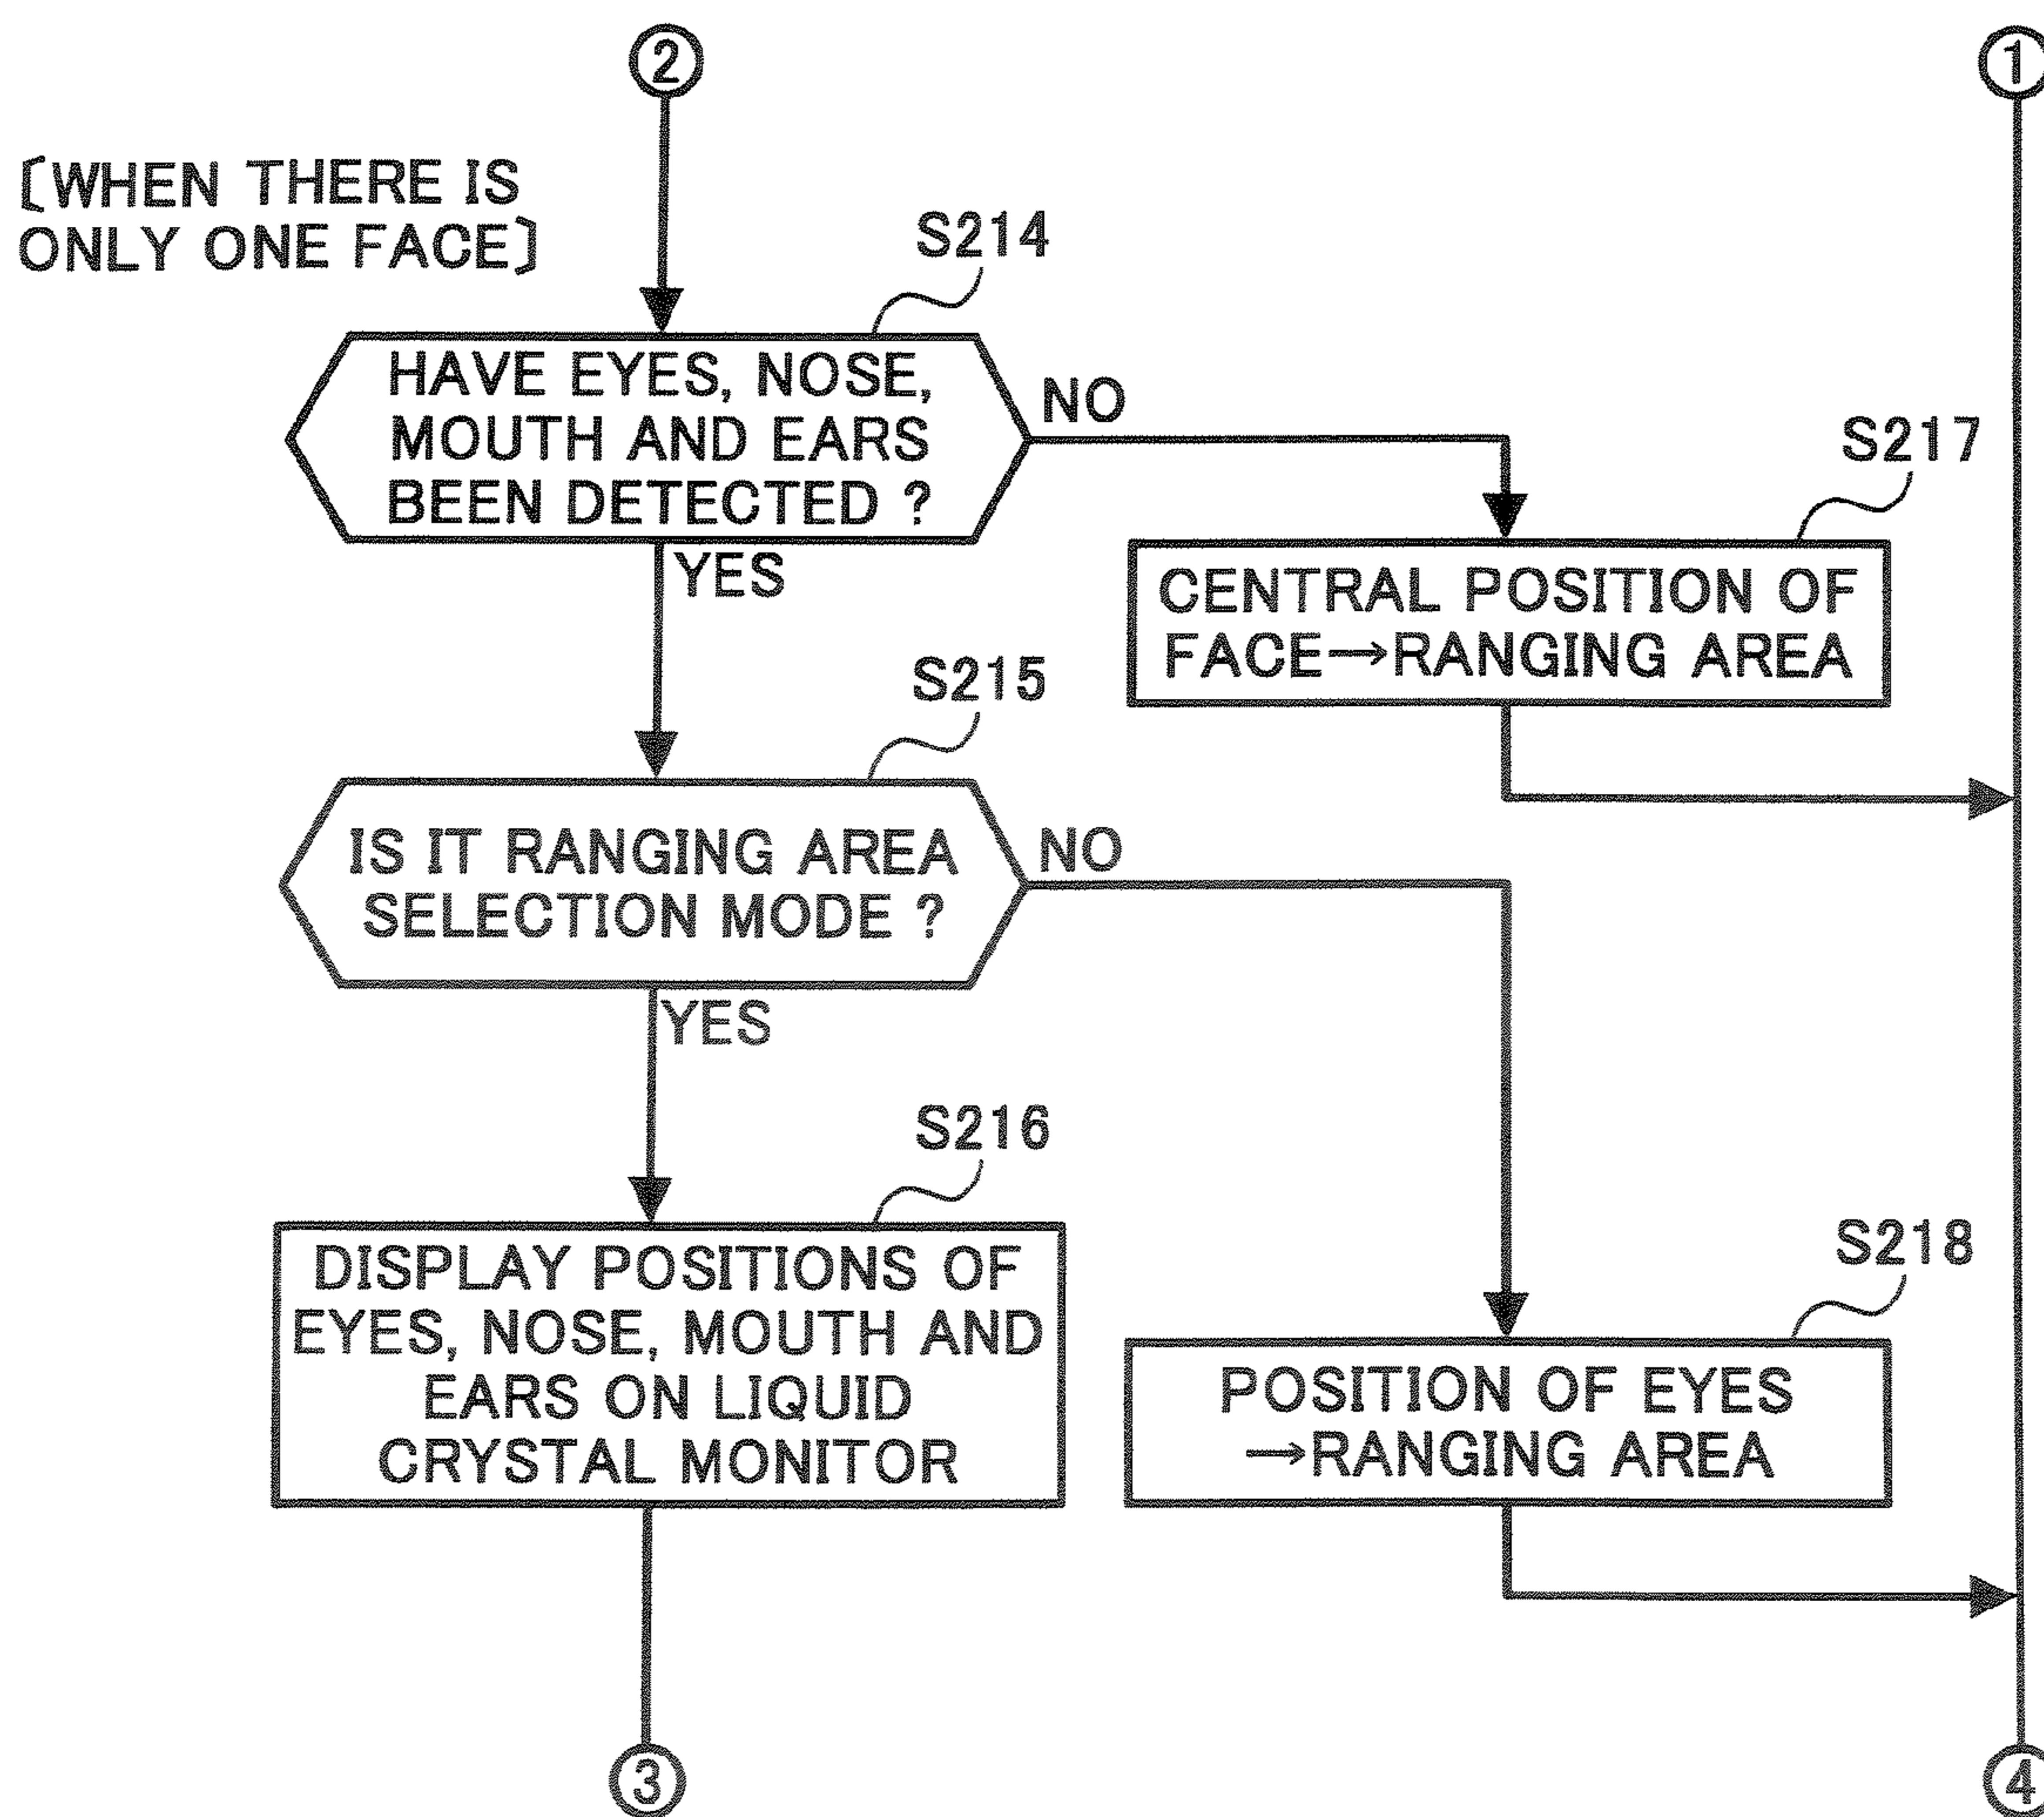 ②
①
〔WHEN THERE IS
ONLY ONE FACE〕
S214
HAVE EYES, NOSE,
MOUTH AND EARS
BEEN DETECTED ?
NO
YES
S217
CENTRAL POSITION OF
FACE→RANGING AREA
S215
IS IT RANGING AREA
SELECTION MODE ?
NO
YES
S216
DISPLAY POSITIONS OF
EYES, NOSE, MOUTH AND
EARS ON LIQUID
CRYSTAL MONITOR
S218
POSITION OF EYES
→RANGING AREA
③
④